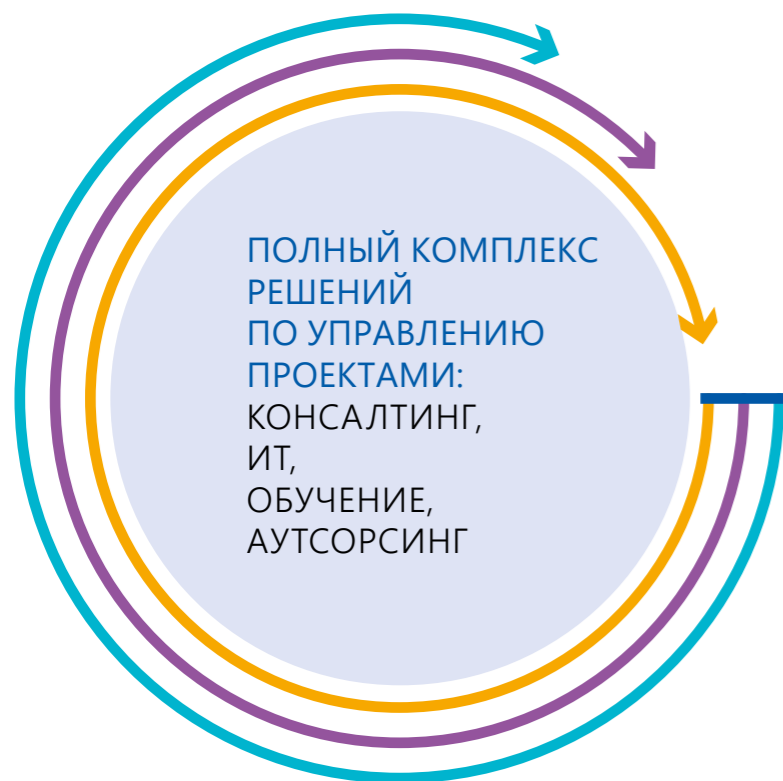 ПОЛНЫЙ КОМПЛЕКС
РЕШЕНИЙ
ПО УПРАВЛЕНИЮ
ПРОЕКТАМИ:
КОНСАЛТИНГ,
ИТ,
ОБУЧЕНИЕ,
АУТСОРСИНГ